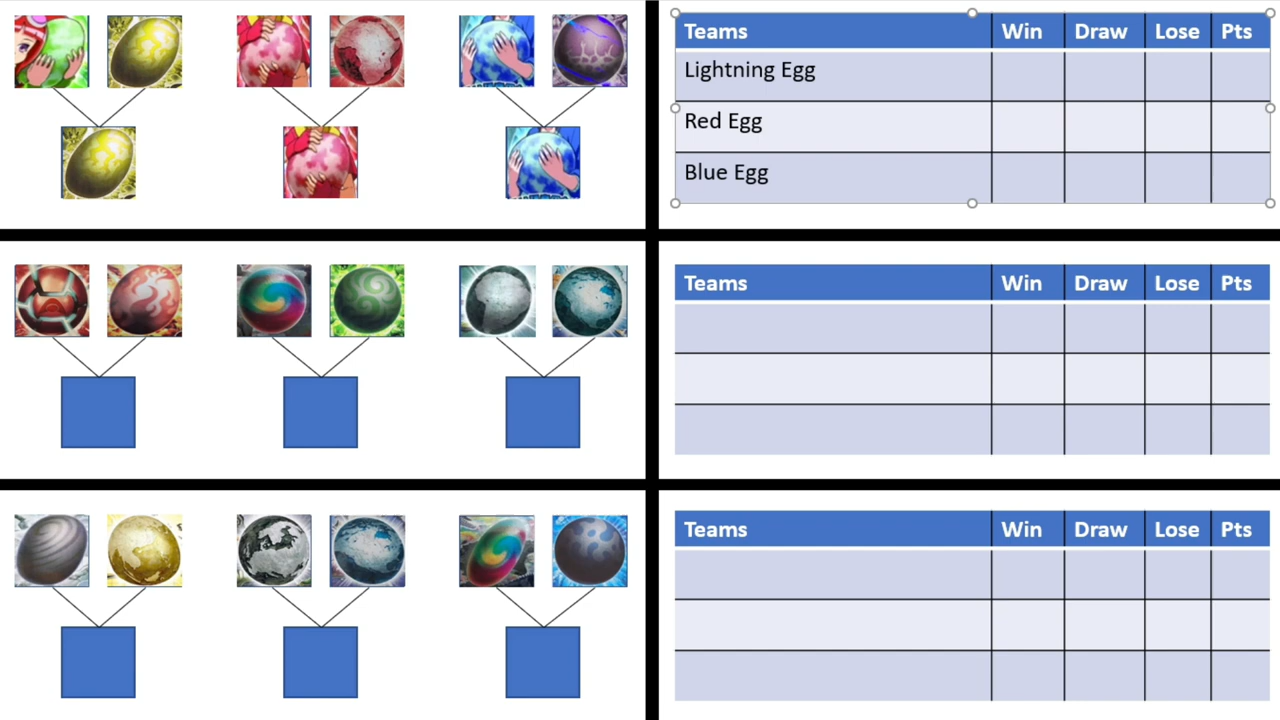 Teams Win Draw Lose Pts
Lightning Egg
Red Egg
Blue Egg
Teams Win Draw Lose Pts
Teams Win Draw Lose Pts